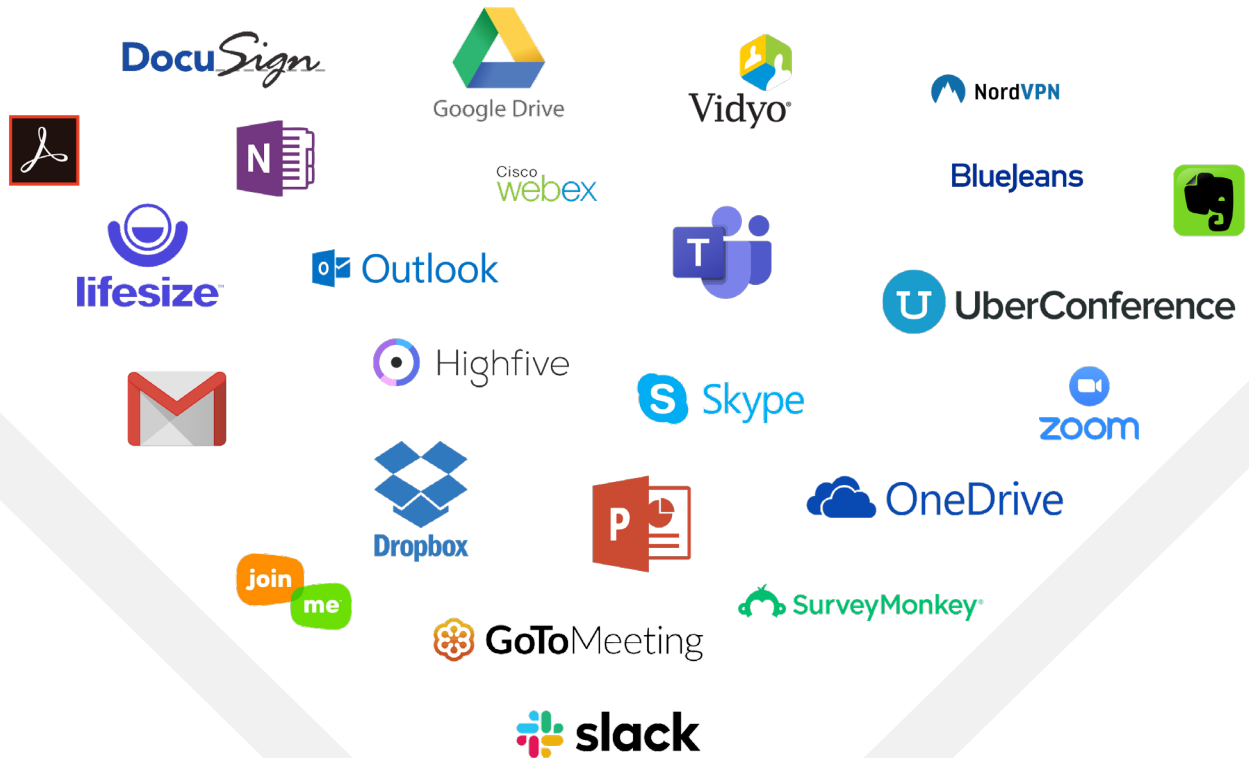 DocuSign
Google Drive
Vidyo®
NordVPN
N
Cisco
webex
BlueJeans
lifesize™
o
Outlook
T
U
UberConference
Highfive
S
Skype
zoom
Dropbox
P
OneDrive
join
me
SurveyMonkey®
GoToMeeting
slack